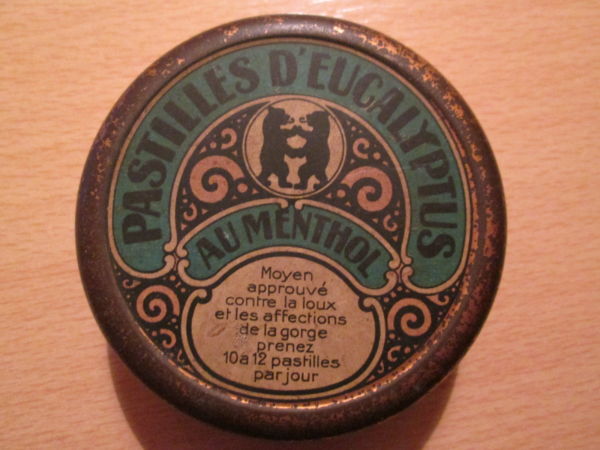 PASTILLES D'EUCALYPTUS
AU MENTHOL
Moyen
approuvé
contre la loux
et les affections
de la gorge
prenez
10 à 12 pastilles
par jour